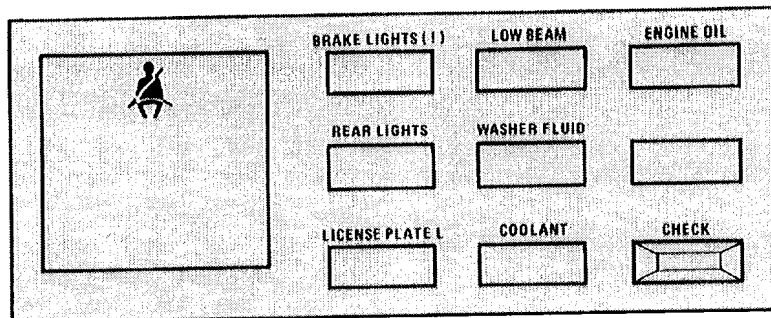 BRAKE LIGHTS (!) LOW BEAM ENGINE OIL
REAR LIGHTS WASHER FLUID
LICENSE PLATE L COOLANT CHECK